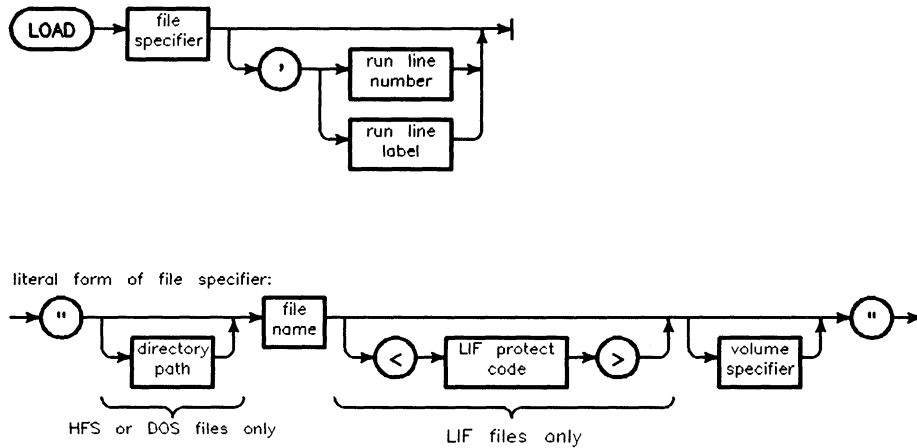 LOAD
file
specifier
,
run line
number
run line
label
literal form of file specifier:
"
directory
path
file
name
<
LIF protect
code
>
volume
specifier
"
HFS or DOS files only
LIF files only